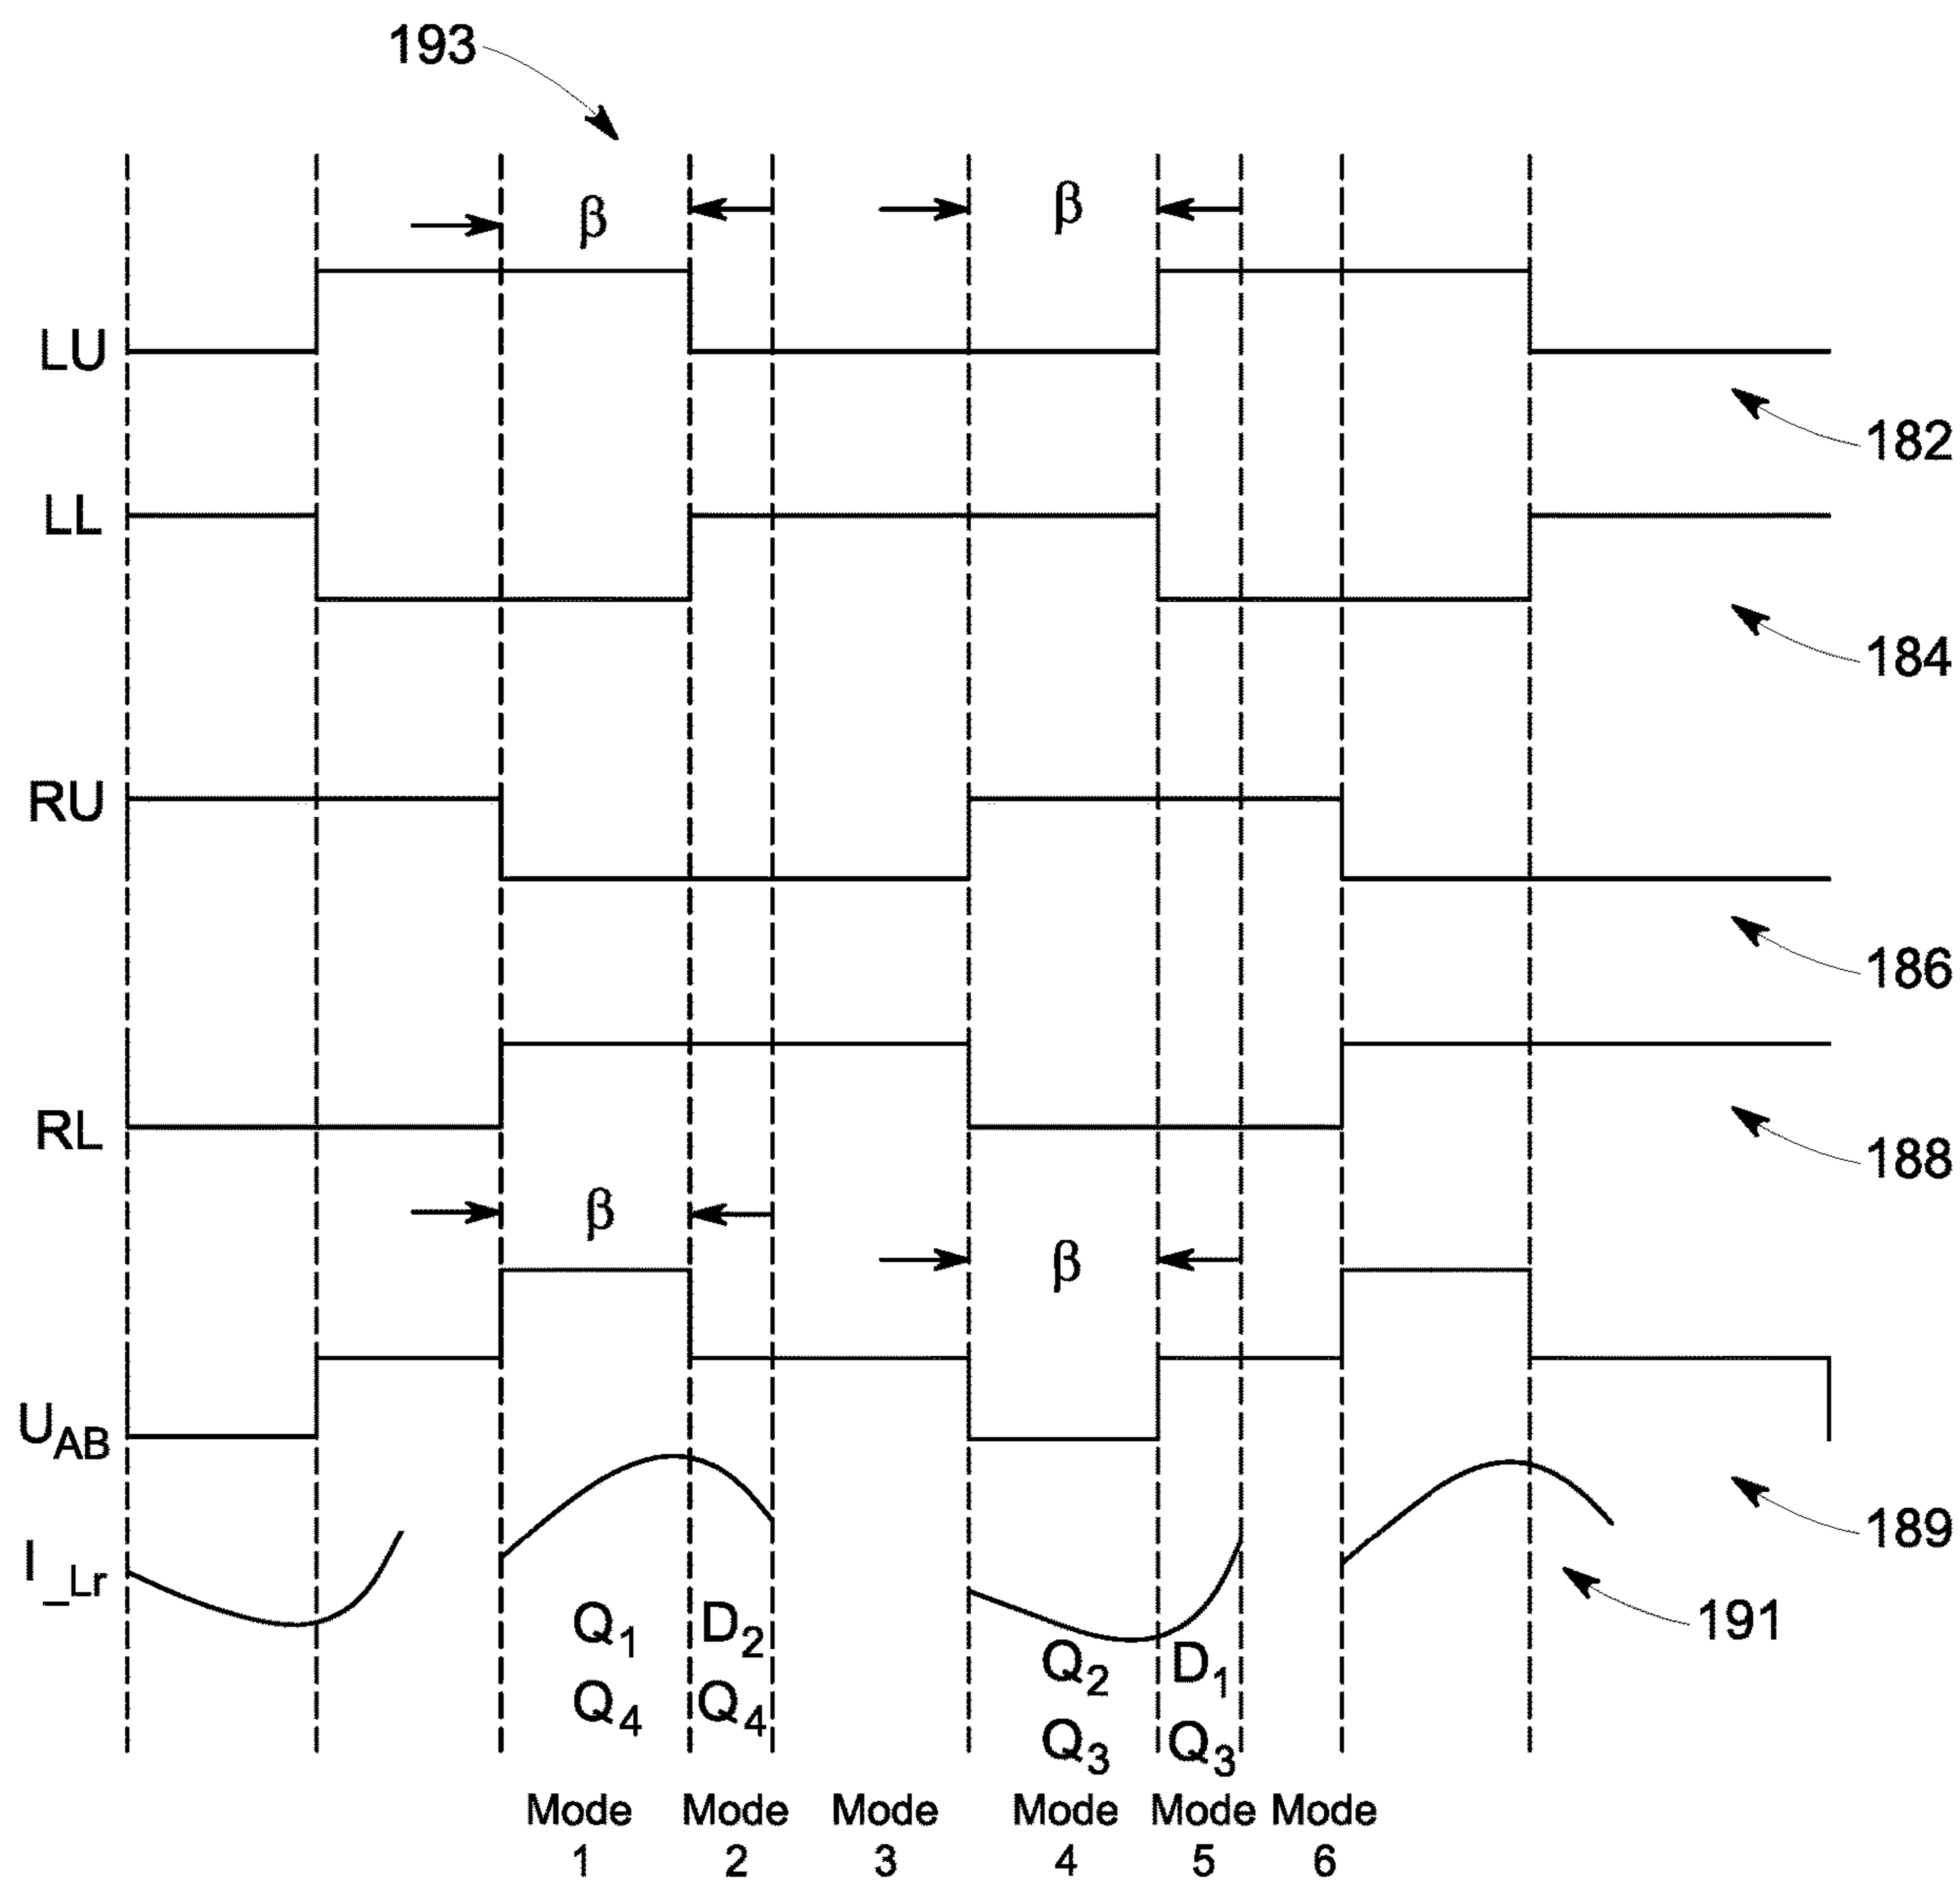 193
β β
LU
182
LL
184
RU
186
RL
188
β
β
U_AB
189
I_Lr
191
Q1 D2
Q4 Q4
Q2 D1
Q3 Q3
Mode Mode Mode Mode Mode Mode
1 2 3 4 5 6